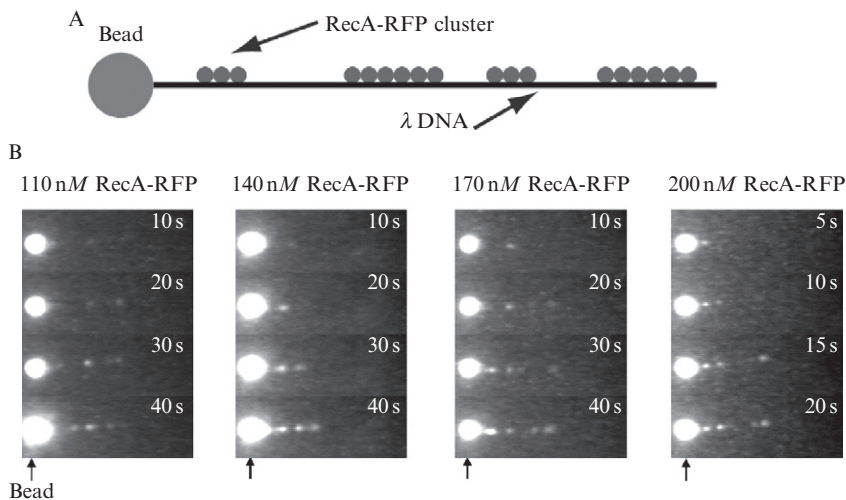 A
Bead
RecA-RFP cluster
λ DNA
B
110 nM RecA-RFP
140 nM RecA-RFP
170 nM RecA-RFP
200 nM RecA-RFP
10 s
10 s
10 s
5 s
20 s
20 s
20 s
10 s
30 s
30 s
30 s
15 s
40 s
40 s
40 s
20 s
Bead